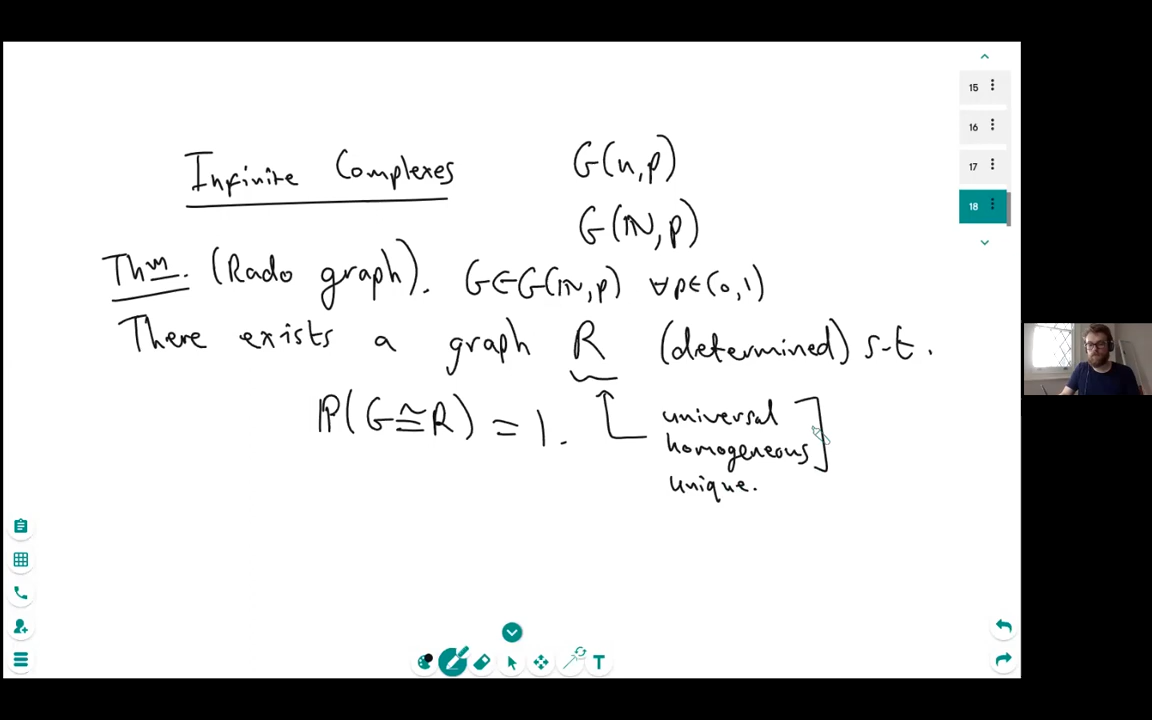 Infinite Complexes
G(n,p)
G(ℕ,p)
Thm. (Rado graph). G∈G(ℕ,p) ∀p∈(0,1)
There exists a graph R (determined) s.t.
ℙ(G≅R) = 1.
universal
homogeneous
unique.
15
16
17
18
T